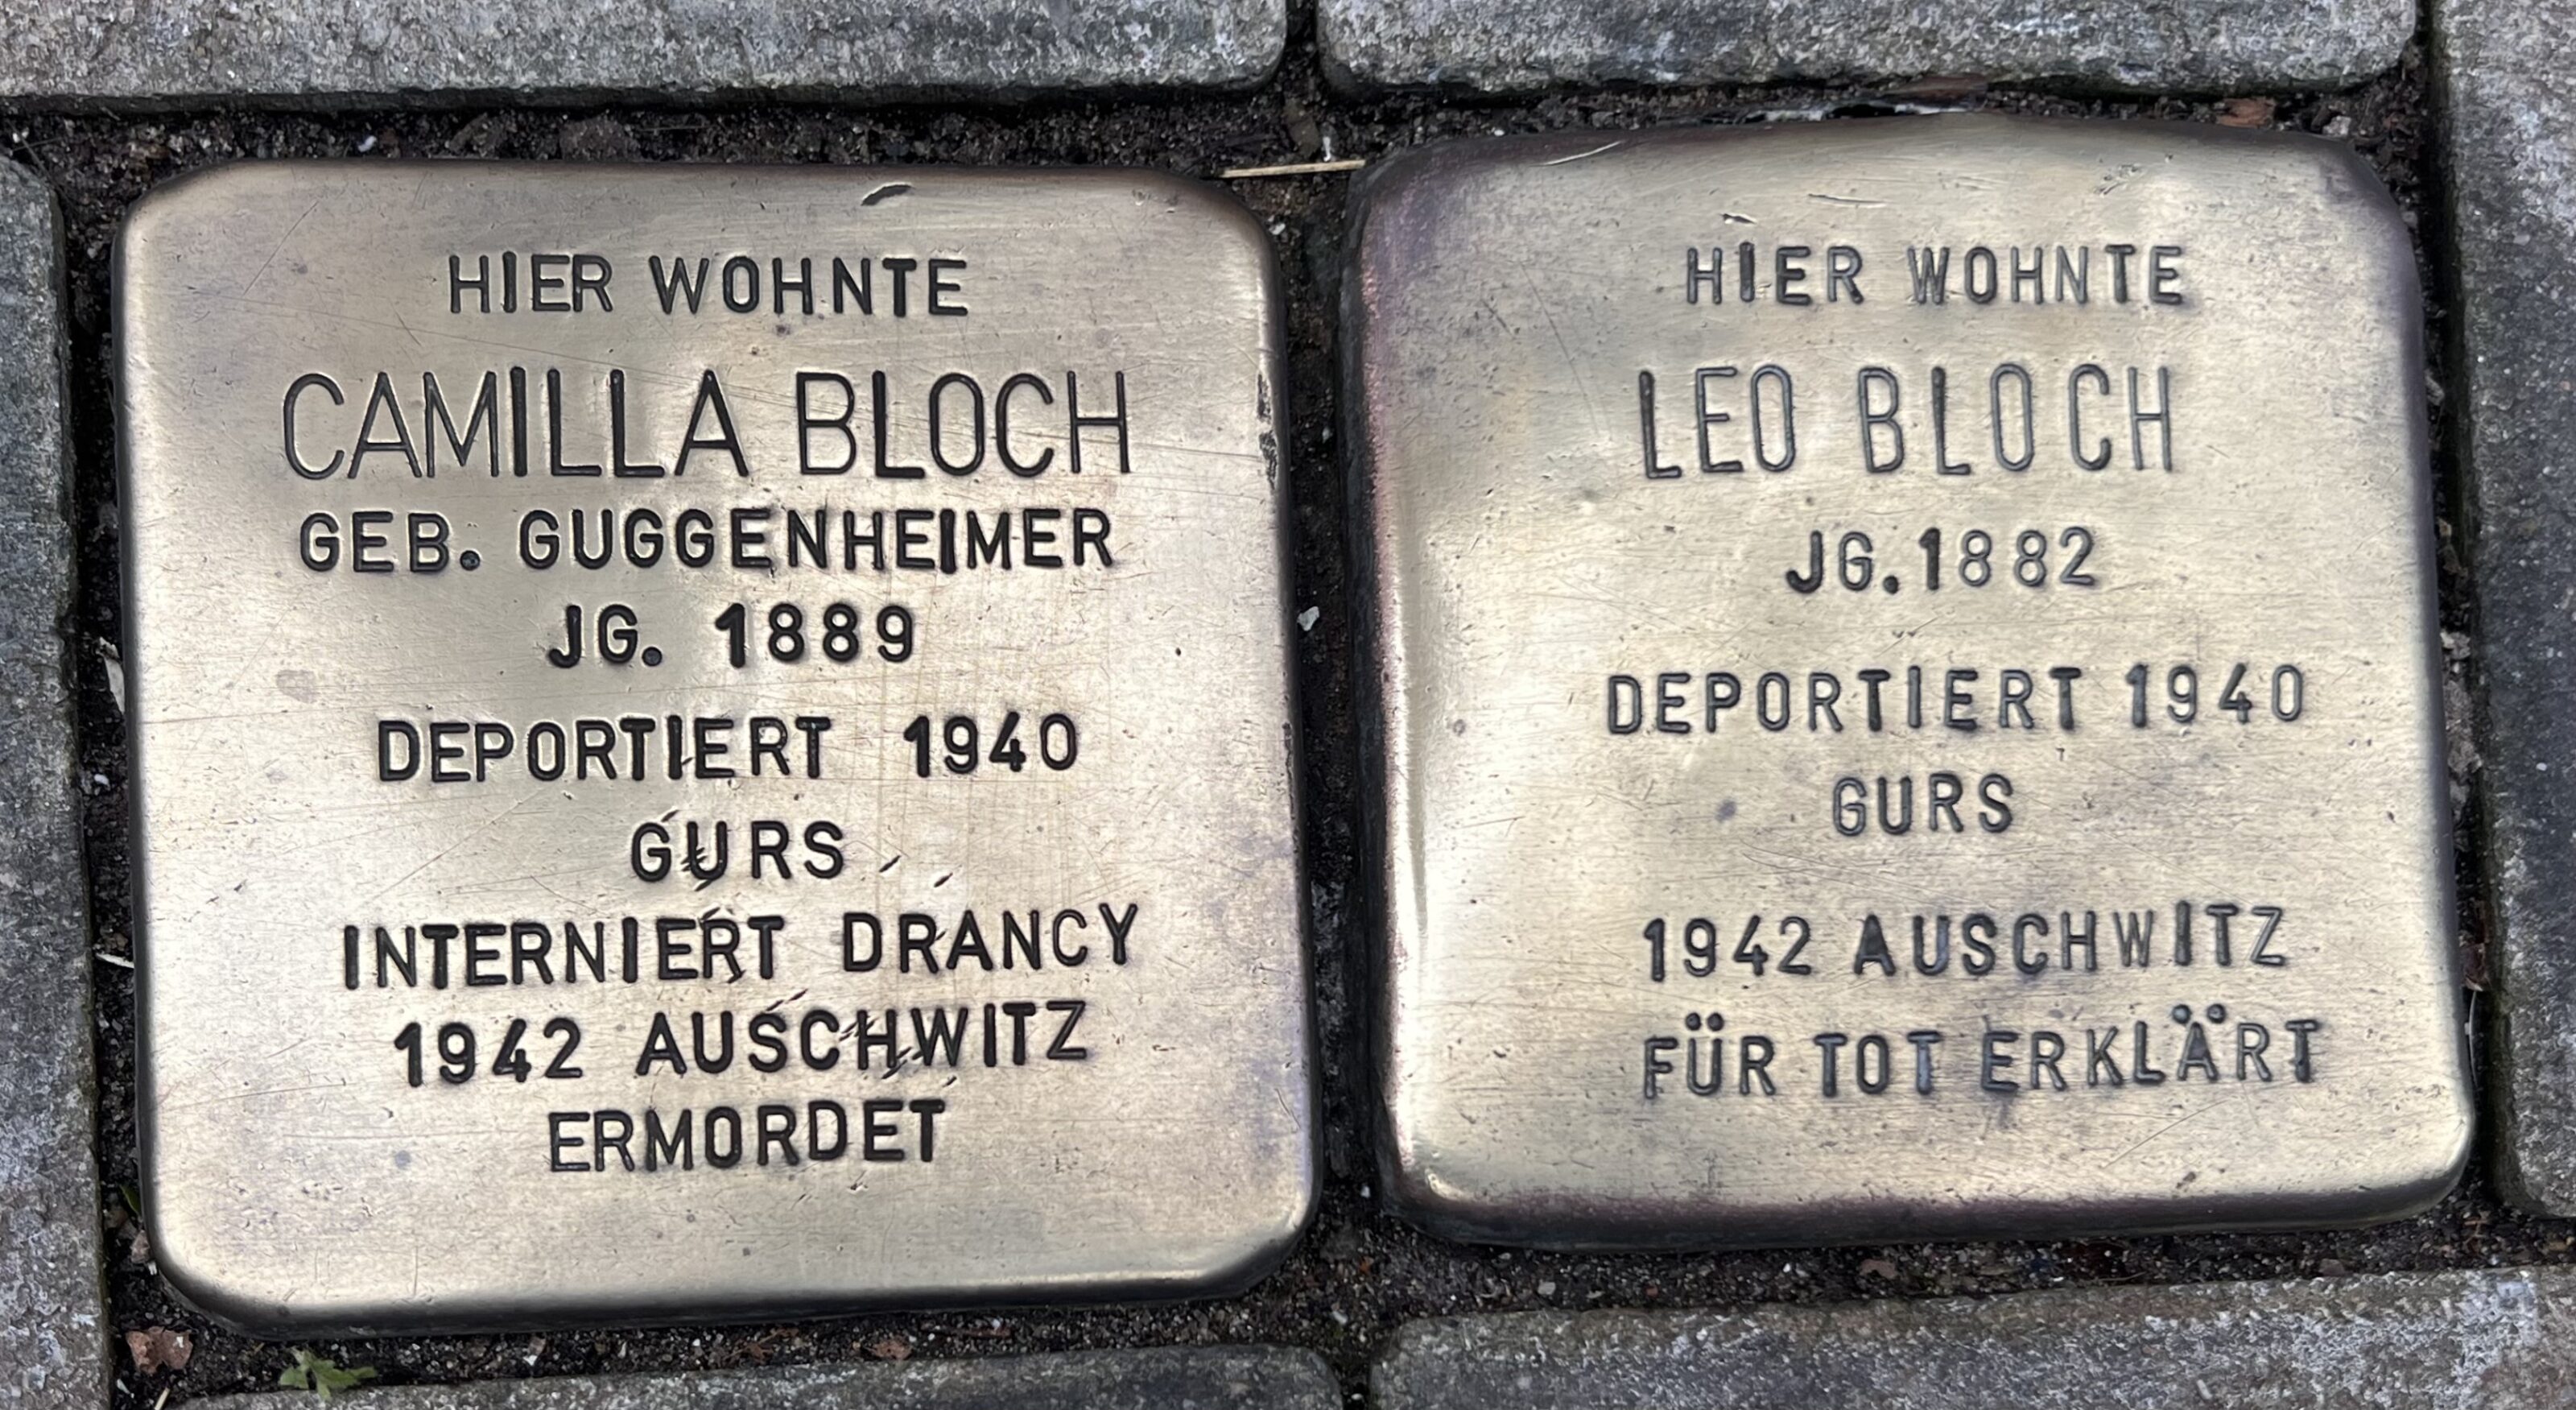 HIER WOHNTE
CAMILLA BLOCH
GEB. GUGGENHEIMER
JG. 1889
DEPORTIERT 1940
GURS
INTERNIERT DRANCY
1942 AUSCHWITZ
ERMORDET
HIER WOHNTE
LEO BLOCH
JG.1882
DEPORTIERT 1940
GURS
1942 AUSCHWITZ
FÜR TOT ERKLÄRT